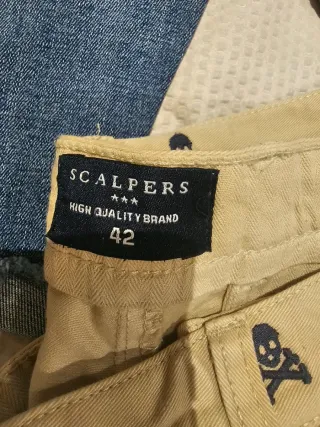 SCALPERS
★★★
HIGH QUALITY BRAND
42